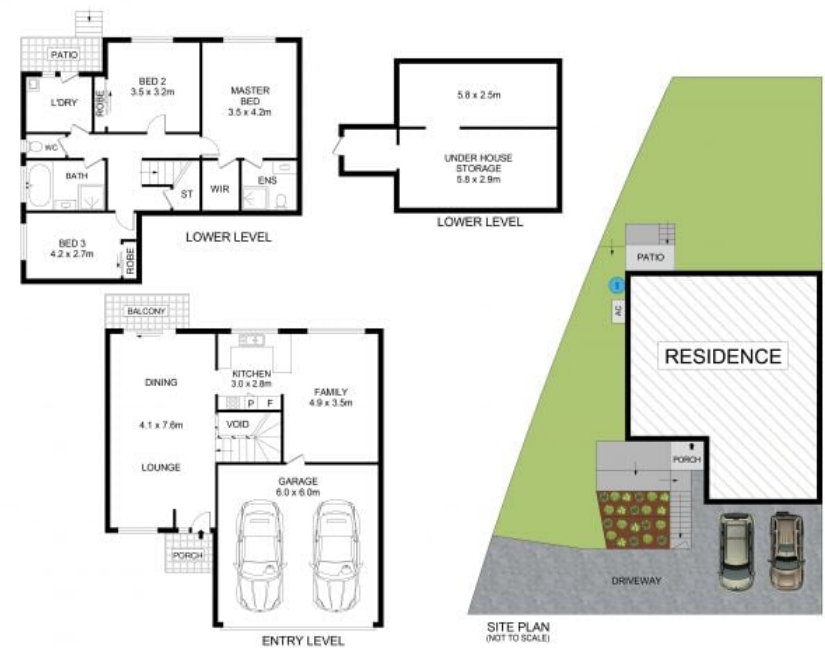 PATIO
BED 2
3.5 x 3.2m
MASTER
BED
3.5 x 4.2m
L'DRY
ROBE
WC
BATH
ST
WIR
ENS
BED 3
4.2 x 2.7m
ROBE
LOWER LEVEL
5.8 x 2.5m
UNDER HOUSE
STORAGE
5.8 x 2.9m
LOWER LEVEL
BALCONY
DINING
4.1 x 7.6m
LOUNGE
KITCHEN
3.0 x 2.8m
P F
FAMILY
4.9 x 3.5m
VOID
GARAGE
6.0 x 6.0m
PORCH
ENTRY LEVEL
PATIO
AC
RESIDENCE
PORCH
DRIVEWAY
SITE PLAN
(NOT TO SCALE)